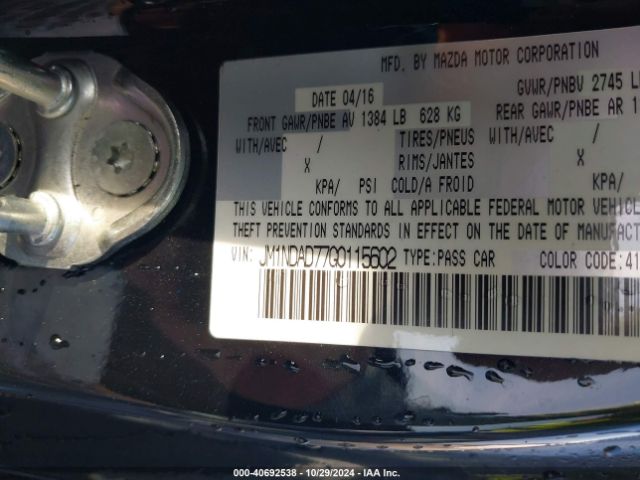 MFD. BY MAZDA MOTOR CORPORATION
DATE 04/16 GVWR/PNBV 2745
FRONT GAWR/PNBE AV 1384 LB 628 KG REAR GAWR/PNBE AR
WITH/AVEC / TIRES/PNEUS WITH/AVEC /
X RIMS/JANTES X
KPA/ PSI COLD/A FROID KPA/
THIS VEHICLE CONFORMS TO ALL APPLICABLE FEDERAL MOTOR
THEFT PREVENTION STANDARDS IN EFFECT ON THE DATE OF
VIN: JM1NDAD77G0115602 TYPE:PASS CAR COLOR CODE:41
000-40692538 - 10/29/2024 - IAA Inc.